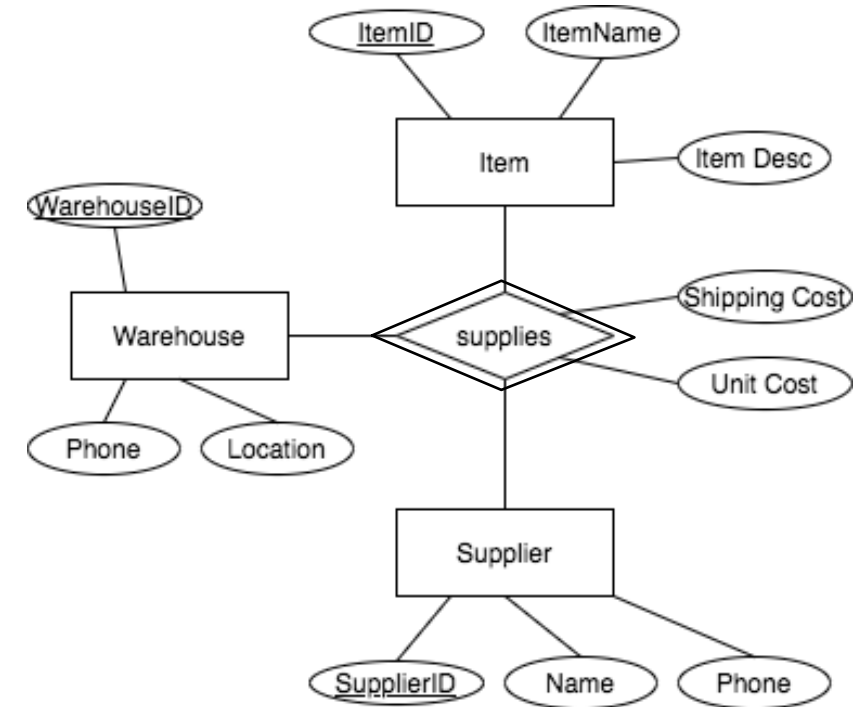 ItemID
ItemName
Item
Item Desc
WarehouseID
Shipping Cost
Warehouse
supplies
Unit Cost
Phone
Location
Supplier
SupplierID
Name
Phone